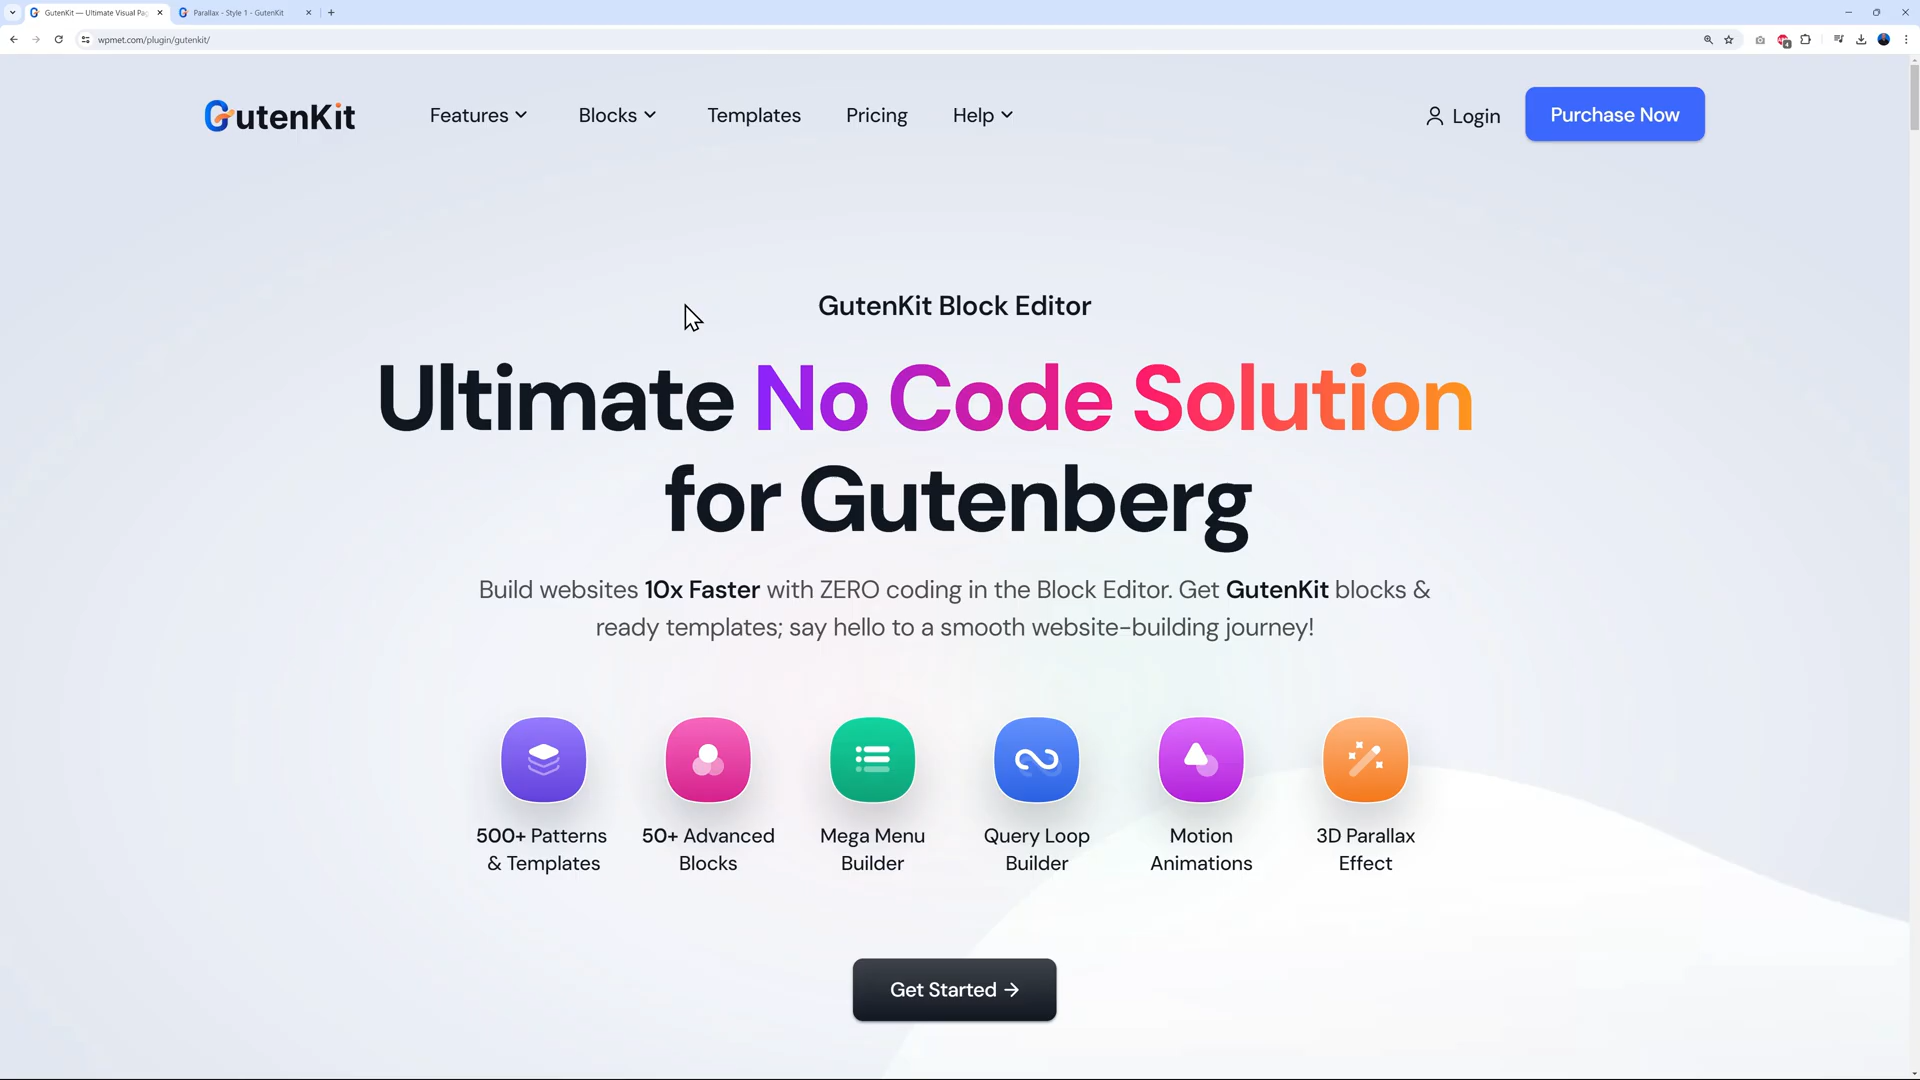 GutenKit — Ultimate Visual Pag
Parallax - Style 1 - GutenKit
wpmet.com/plugin/gutenkit/
GutenKit
Features
Blocks
Templates
Pricing
Help
Login
Purchase Now
GutenKit Block Editor
Ultimate No Code Solution
for Gutenberg
Build websites 10x Faster with ZERO coding in the Block Editor. Get GutenKit blocks &
ready templates; say hello to a smooth website-building journey!
500+ Patterns
& Templates
50+ Advanced
Blocks
Mega Menu
Builder
Query Loop
Builder
Motion
Animations
3D Parallax
Effect
Get Started →